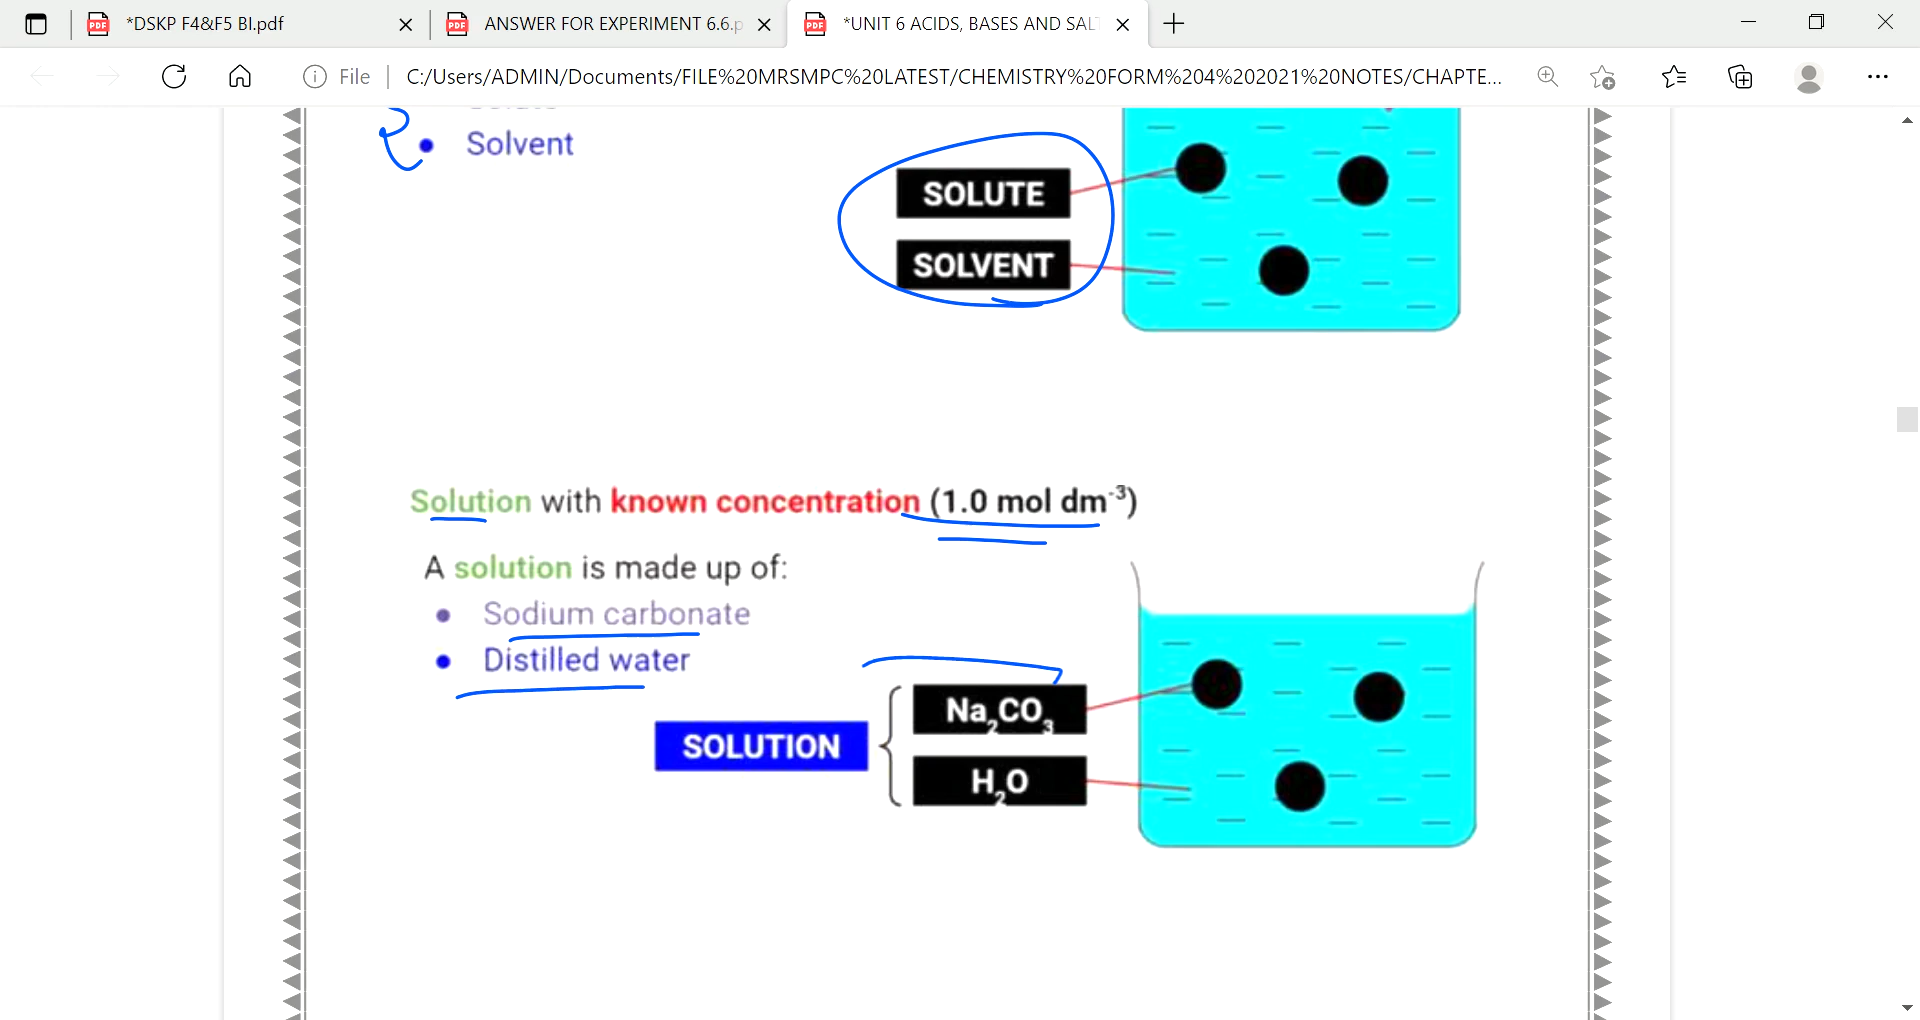 *DSKP F4&F5 BI.pdf
ANSWER FOR EXPERIMENT 6.6.p
*UNIT 6 ACIDS, BASES AND SAL
File
C:/Users/ADMIN/Documents/FILE%20MRSMPC%20LATEST/CHEMISTRY%20FORM%204%202021%20NOTES/CHAPTE...
• Solvent
SOLUTE
SOLVENT
Solution with known concentration (1.0 mol dm⁻³)
A solution is made up of:
• Sodium carbonate
• Distilled water
Na₂CO₃
SOLUTION
H₂O